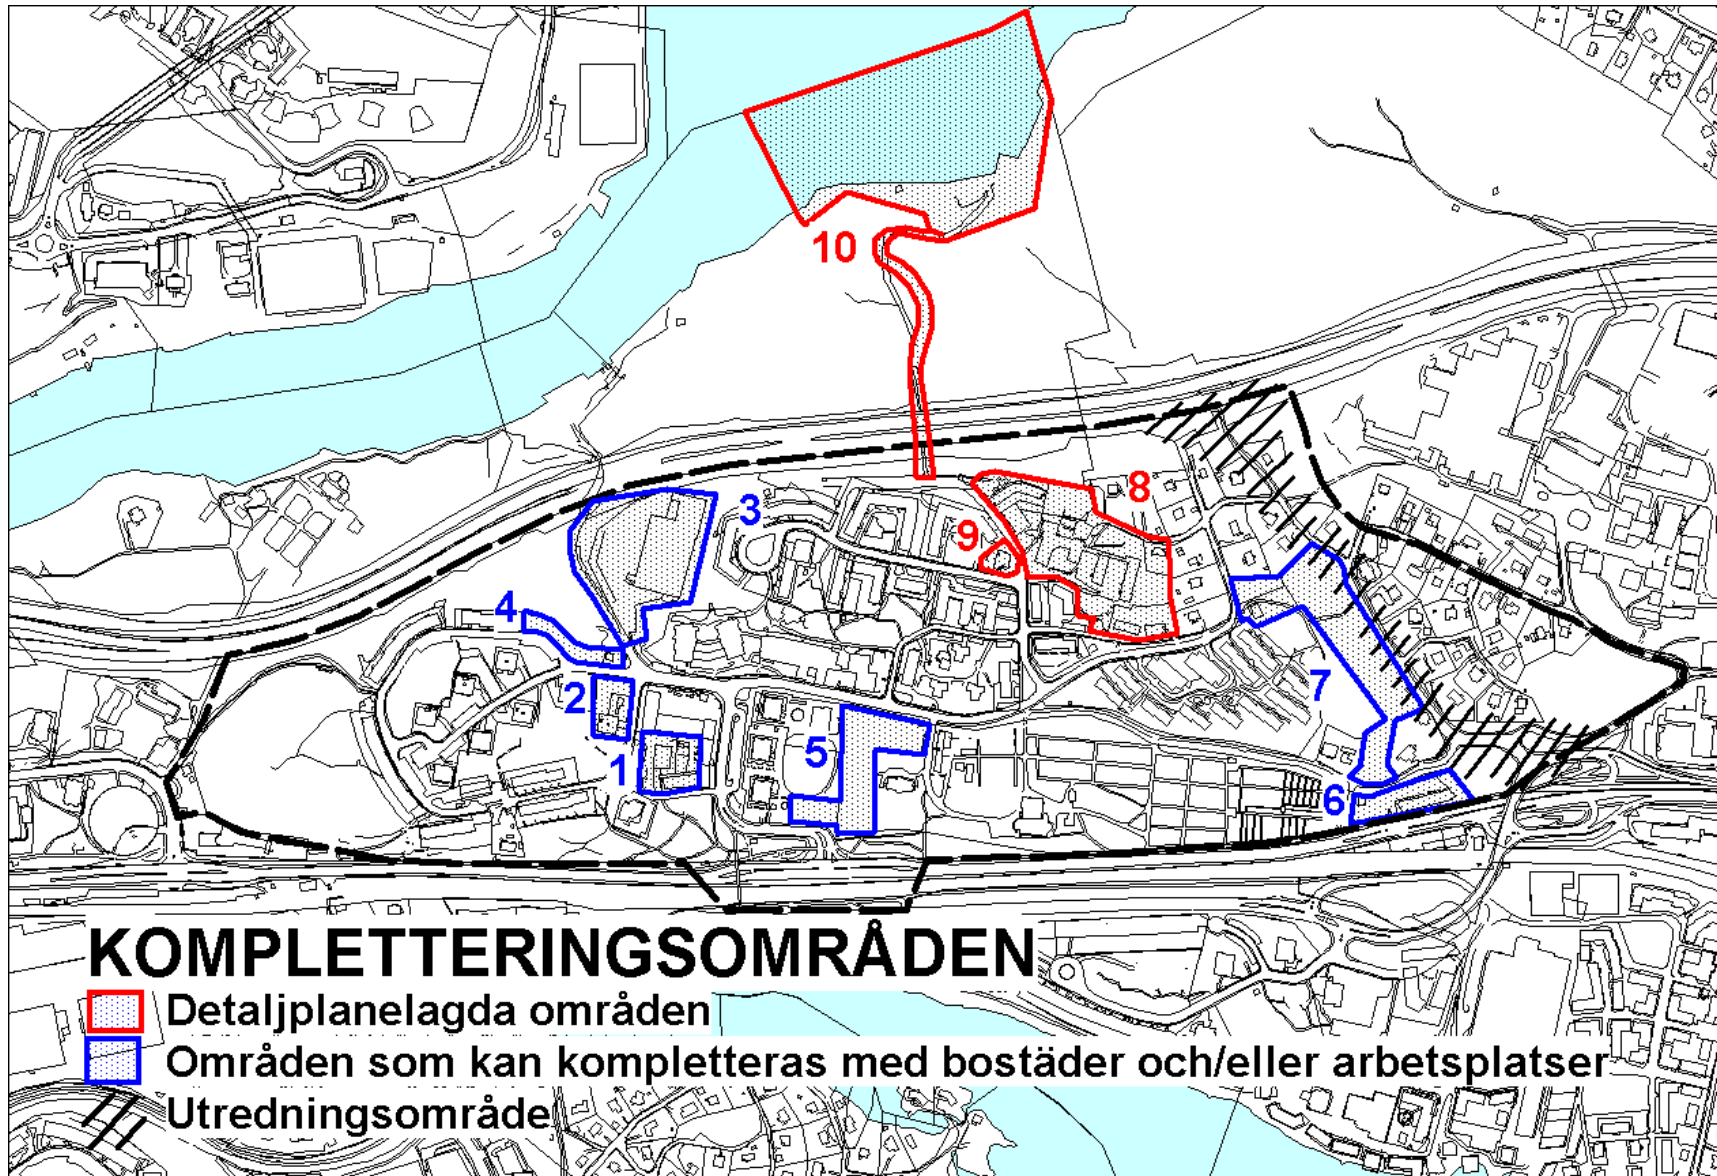 10
8
3
9
4
2
7
5
1
6
KOMPLETTERINGSOMRÅDEN
Detaljplanelagda områden
Områden som kan kompletteras med bostäder och/eller arbetsplatser
Utredningsområde